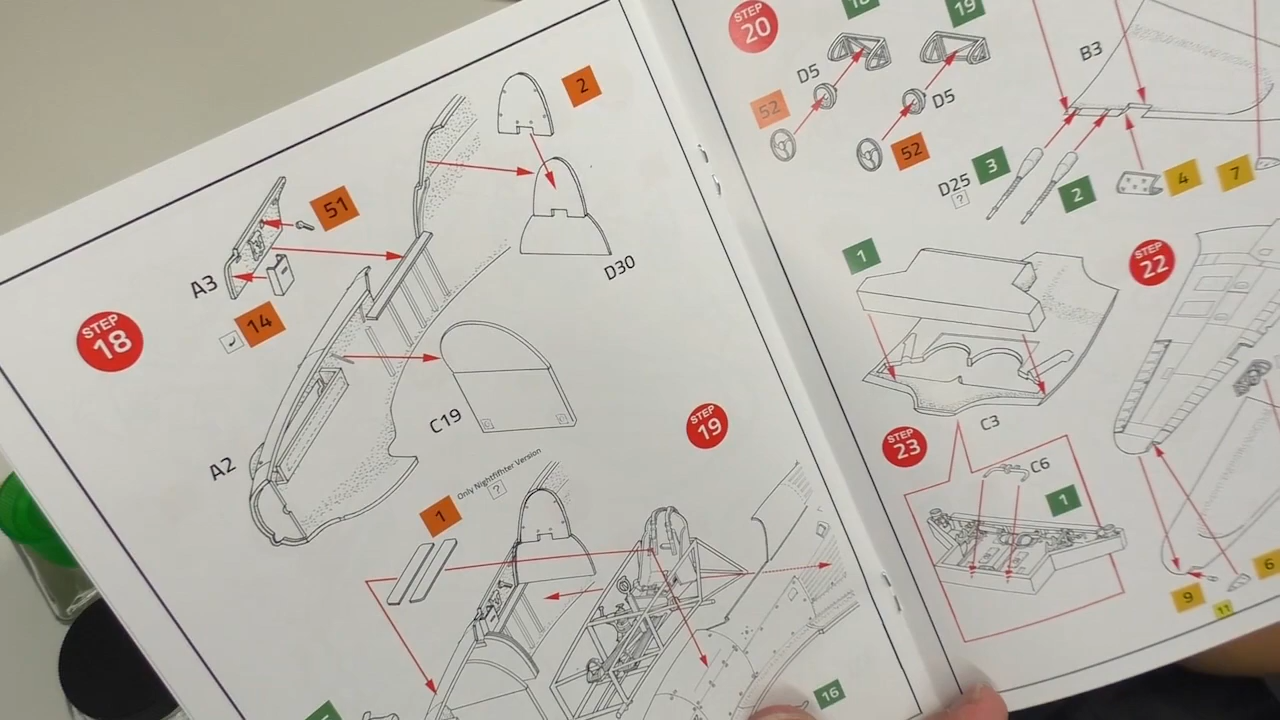 2
51
A3
D30
STEP
18
14
C19
STEP
19
A2
Only Nightfifhter Version
?
1
16
STEP
20
19
D5
D5
52
52
B3
D25
?
3
2
4
7
1
STEP
22
C3
STEP
23
C6
1
9
11
6